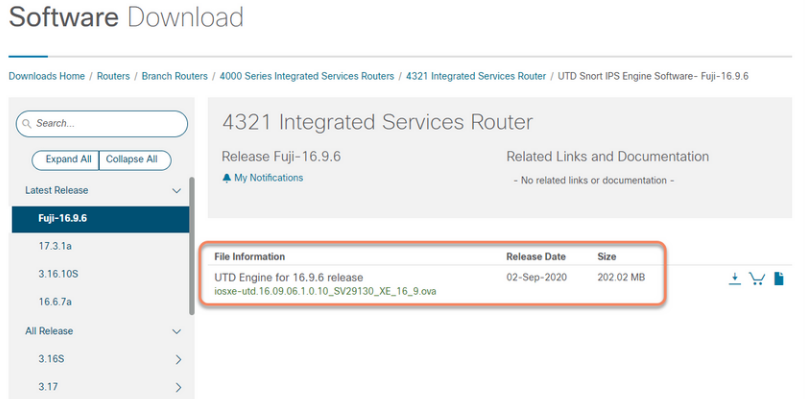 Software Download
Downloads Home / Routers / Branch Routers / 4000 Series Integrated Services Routers / 4321 Integrated Services Router / UTD Snort IPS Engine Software- Fuji-16.9.6
Search...
Expand All Collapse All
Latest Release
Fuji-16.9.6
17.3.1a
3.16.10S
16.6.7a
All Release
3.16S
3.17
4321 Integrated Services Router
Release Fuji-16.9.6
My Notifications
Related Links and Documentation
- No related links or documentation -
File Information Release Date Size
UTD Engine for 16.9.6 release 02-Sep-2020 202.02 MB
iosxe-utd.16.09.06.1.0.10_SV29130_XE_16_9.ova